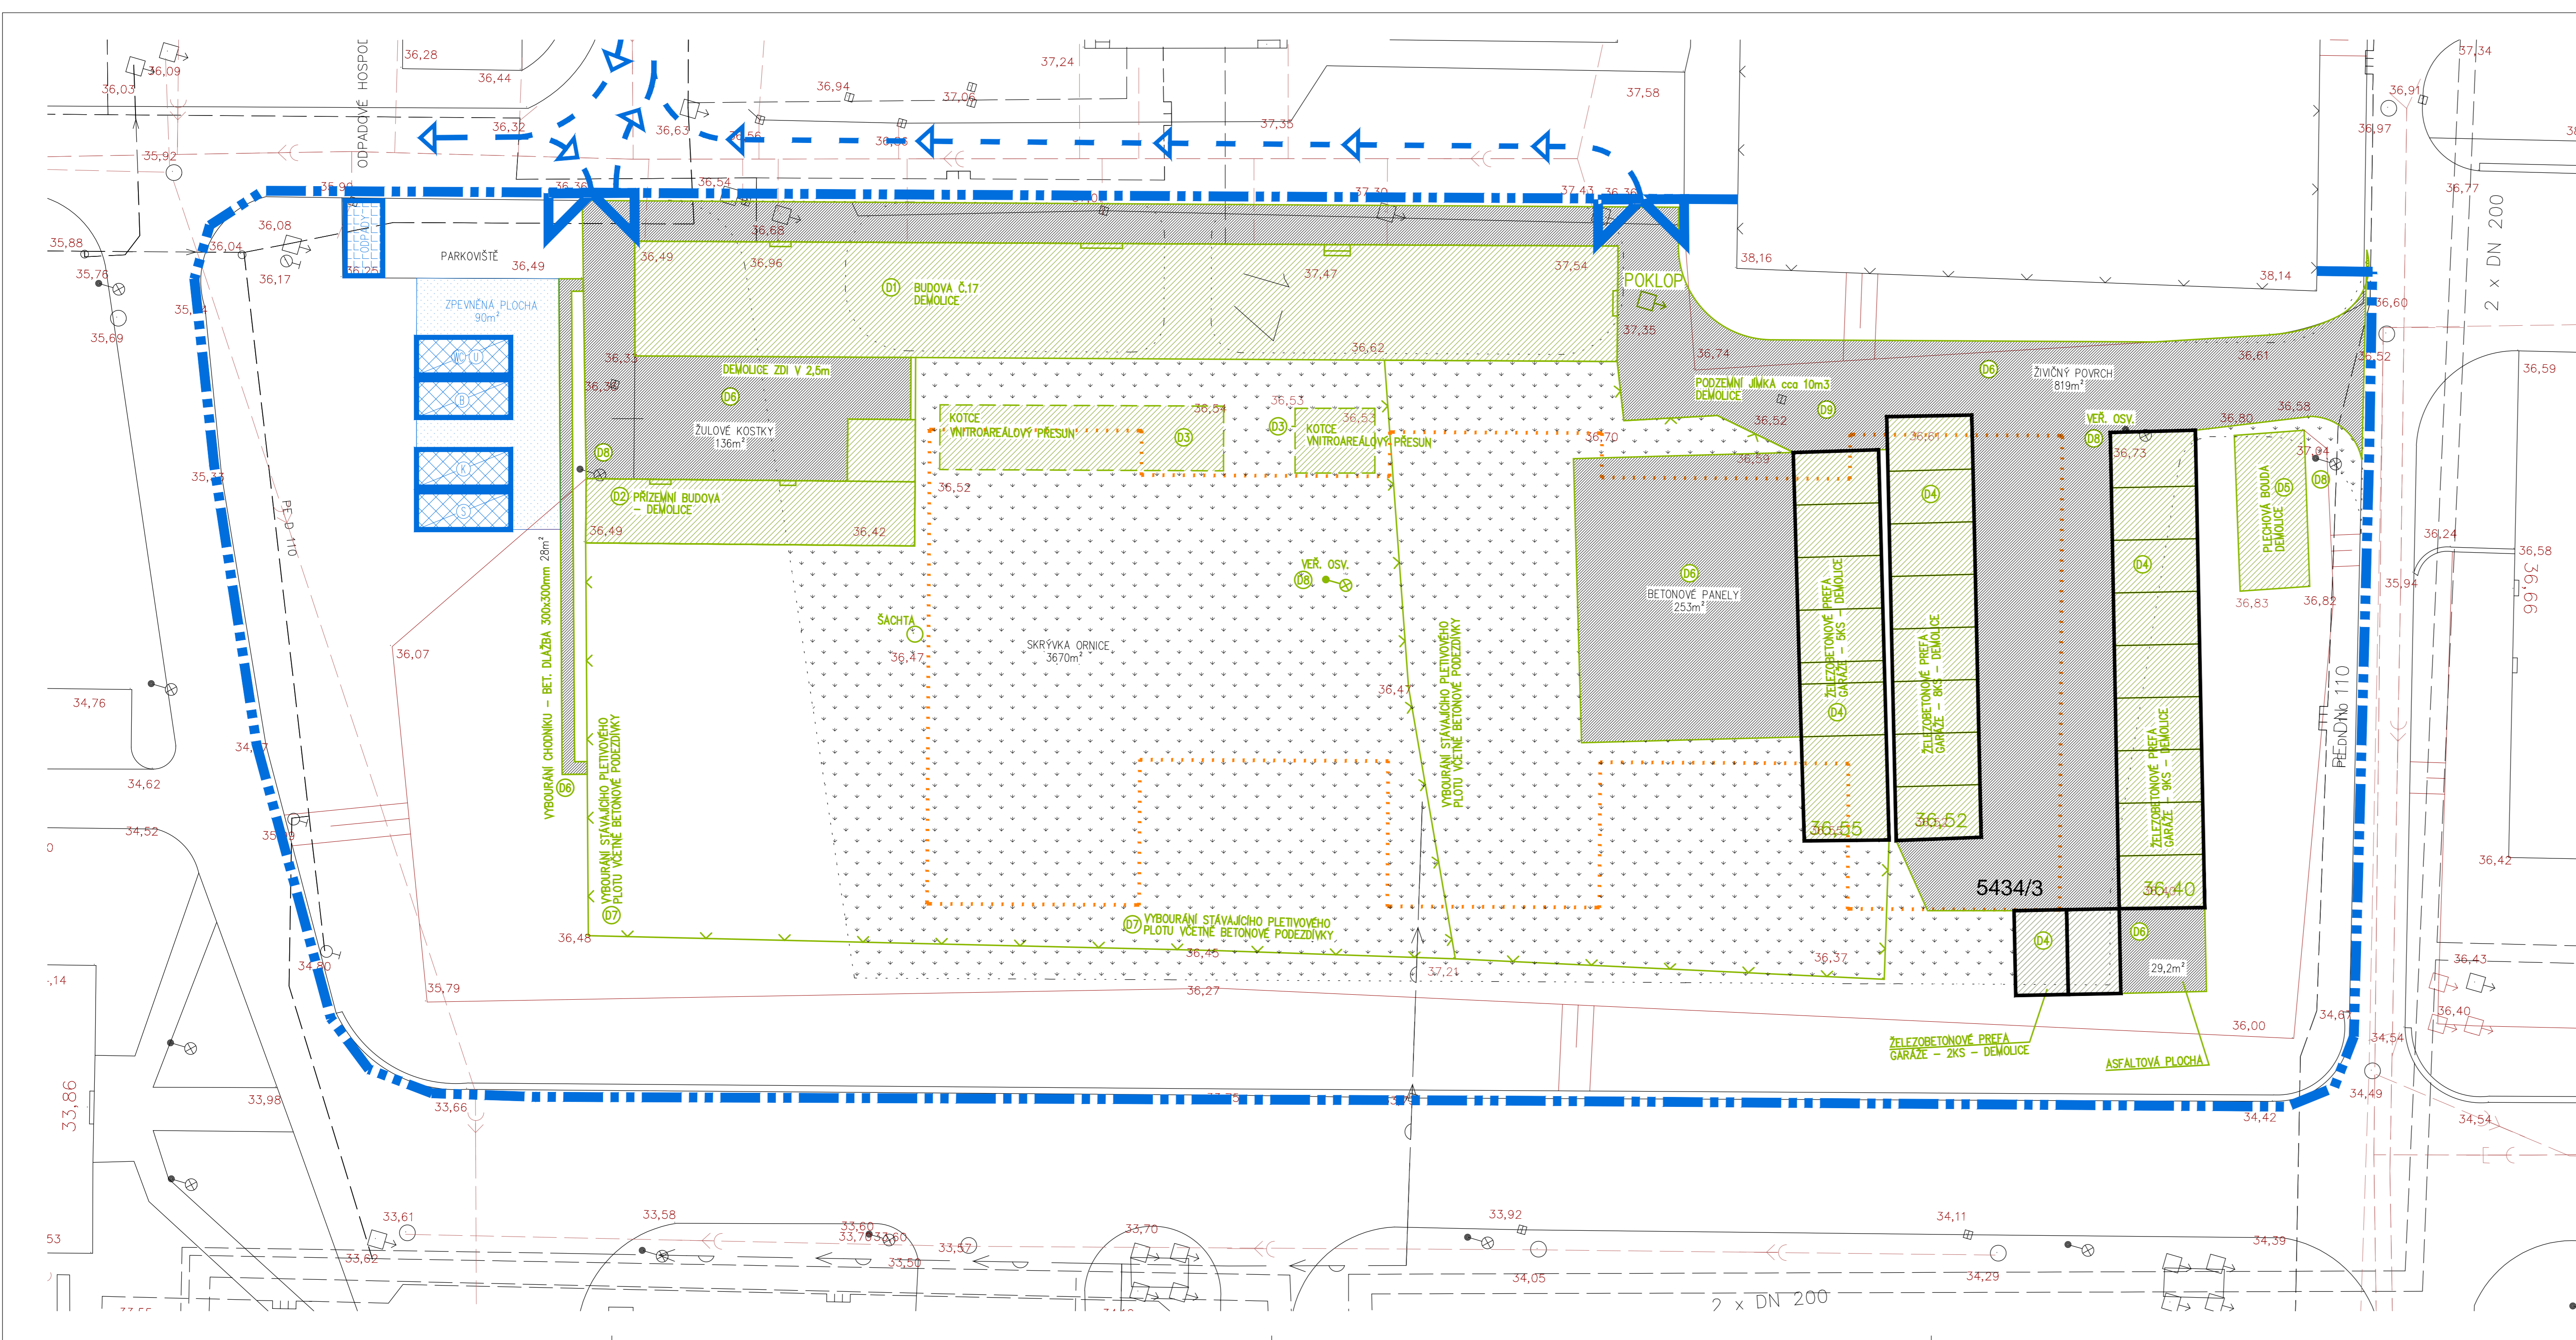 36,09
36,03
ODPADOVÉ HOSPOD
36,28
36,44
36,32
36,94
37,06
37,24
36,63
36,56
36,86
37,35
37,58
37,34
36,91
36,97
36,77
2 x DN 200
35,92
36,54
37,30
37,43
36,36
35,88
36,08
36,04
36,17
35,76
35,69
ODPADY
36,25
PARKOVIŠTĚ
36,49
ZPEVNĚNÁ PLOCHA
90m²
WC
U
B
K
S
36,68
36,49
36,96
D1
BUDOVA Č.17
DEMOLICE
37,47
37,54
POKLOP
37,35
38,16
38,14
36,60
36,33
36,38
DEMOLICE ZDI V 2,5m
D6
ŽULOVÉ KOSTKY
136m²
36,62
36,74
D6
ŽIVIČNÝ POVRCH
819m²
36,61
36,52
36,59
PODZEMNÍ JÍMKA cca 10m3
DEMOLICE
D9
36,52
KOTCE
VNITROAREÁLOVÝ PŘESUN
36,54
D3
36,53
D3
36,53
KOTCE
VNITROAREÁLOVÝ PŘESUN
36,70
36,59
36,61
VEŘ. OSV.
D8
36,73
36,80
36,58
37,04
D8
D8
D2 PŘÍZEMNÍ BUDOVA
– DEMOLICE
36,49
36,42
36,52
35,33
PE D 110
VYBOURÁNÍ CHODNÍKU – BET. DLAŽBA 300x300mm 28m²
D6
VEŘ. OSV.
D8
ŠACHTA
36,47
SKRÝVKA ORNICE
3670m²
36,47
VYBOURÁNÍ STÁVAJÍCÍHO PLETIVOVÉHO
PLOTU VČETNĚ BETONOVÉ PODEZDÍVKY
D6
BETONOVÉ PANELY
253m²
ŽELEZOBETONOVÉ PREFA
GARÁŽE – 5KS – DEMOLICE
D4
D4
ŽELEZOBETONOVÉ PREFA
GARÁŽE – 8KS – DEMOLICE
D4
ŽELEZOBETONOVÉ PREFA
GARÁŽE – 9KS – DEMOLICE
PLECHOVÁ BOUDA
DEMOLICE
D5
36,83
36,82
36,24
36,58
36,66
35,94
36,07
34,76
34,62
34,52
VYBOURÁNÍ STÁVAJÍCÍHO PLETIVOVÉHO
PLOTU VČETNĚ BETONOVÉ PODEZDÍVKY
D7
36,55
36,52
36,40
5434/3
36,42
36,48
D7 VYBOURÁNÍ STÁVAJÍCÍHO PLETIVOVÉHO
PLOTU VČETNĚ BETONOVÉ PODEZDÍVKY
36,45
37,21
36,37
D4
D6
29,2m²
36,43
36,40
34,80
35,79
36,27
36,00
34,67
34,54
ŽELEZOBETONOVÉ PREFA
GARÁŽE – 2KS – DEMOLICE
ASFALTOVÁ PLOCHA
33,86
33,98
33,66
34,42
34,49
34,54
33,61
33,62
33,58
33,60
33,50
33,57
33,70
33,92
34,05
34,11
34,29
34,39
2 x DN 200